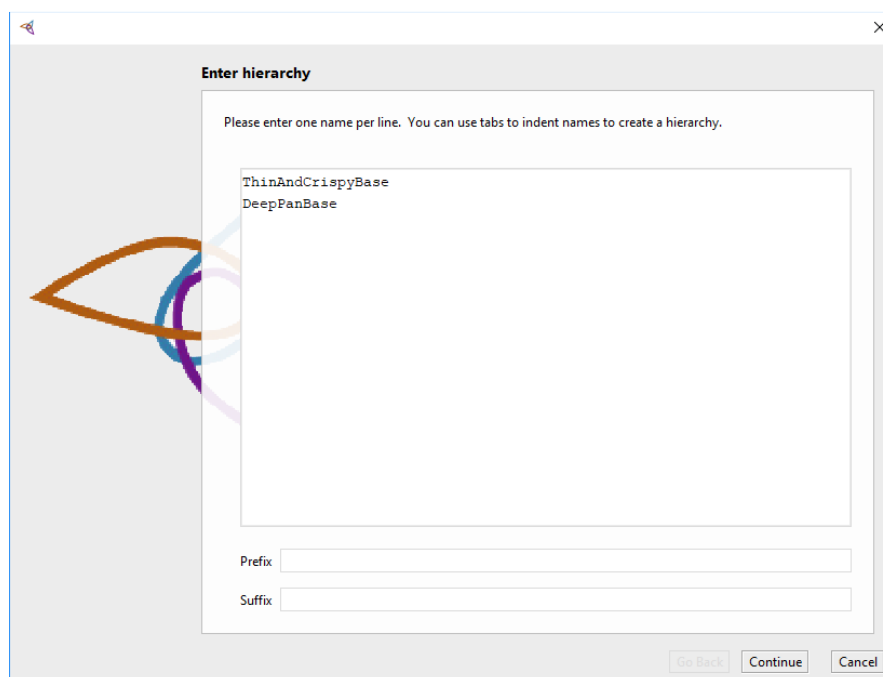 Enter hierarchy
Please enter one name per line. You can use tabs to indent names to create a hierarchy.
ThinAndCrispyBase
DeepPanBase
Prefix
Suffix
Go Back
Continue
Cancel